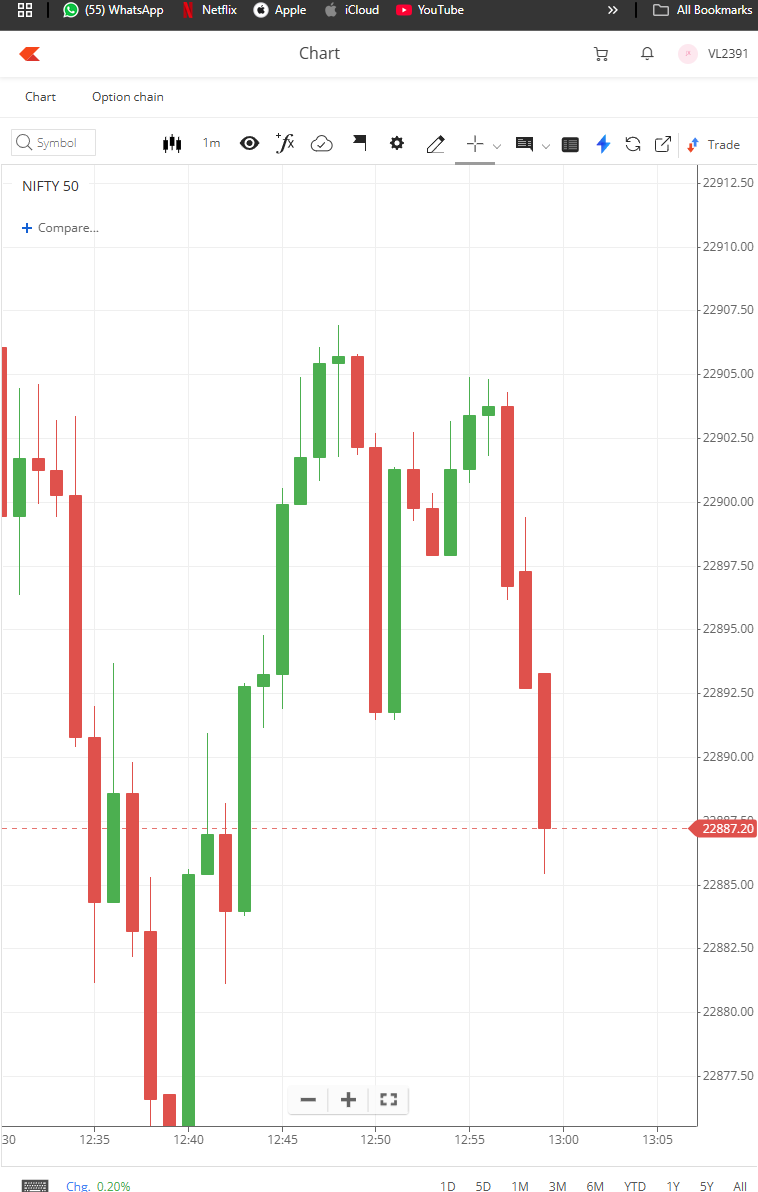 (55) WhatsApp Netflix Apple iCloud YouTube » All Bookmarks
Chart VL2391
Chart Option chain
Symbol 1m fx Trade
NIFTY 50
Compare...
22912.50
22910.00
22907.50
22905.00
22902.50
22900.00
22897.50
22895.00
22892.50
22890.00
22887.50
22887.20
22885.00
22882.50
22880.00
22877.50
30 12:35 12:40 12:45 12:50 12:55 13:00 13:05
Chg. 0.20% 1D 5D 1M 3M 6M YTD 1Y 5Y All